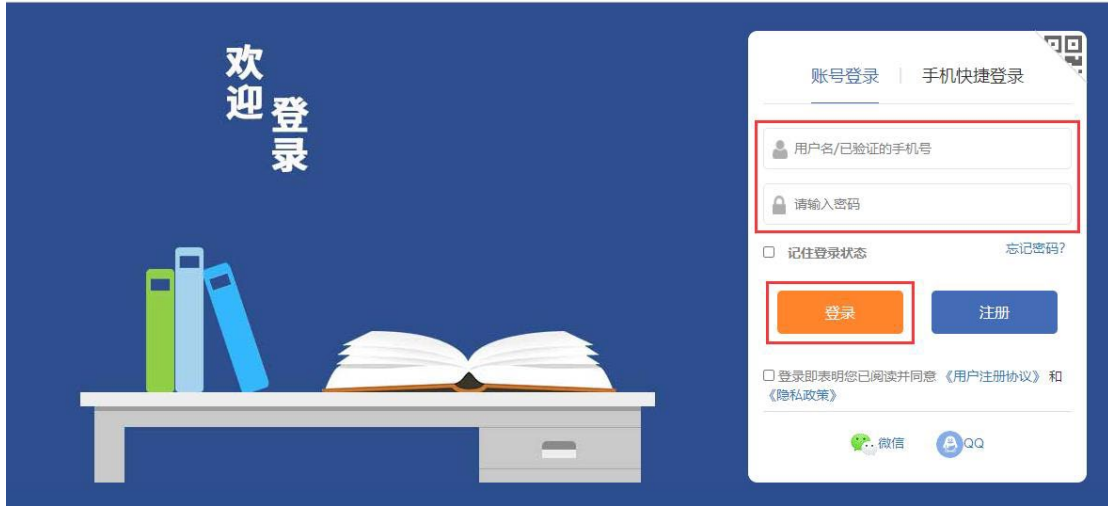 欢迎
登录
账号登录 手机快捷登录
用户名/已验证的手机号
请输入密码
记住登录状态 忘记密码?
登录 注册
登录即表明您已阅读并同意 《用户注册协议》 和
《隐私政策》
微信 QQ